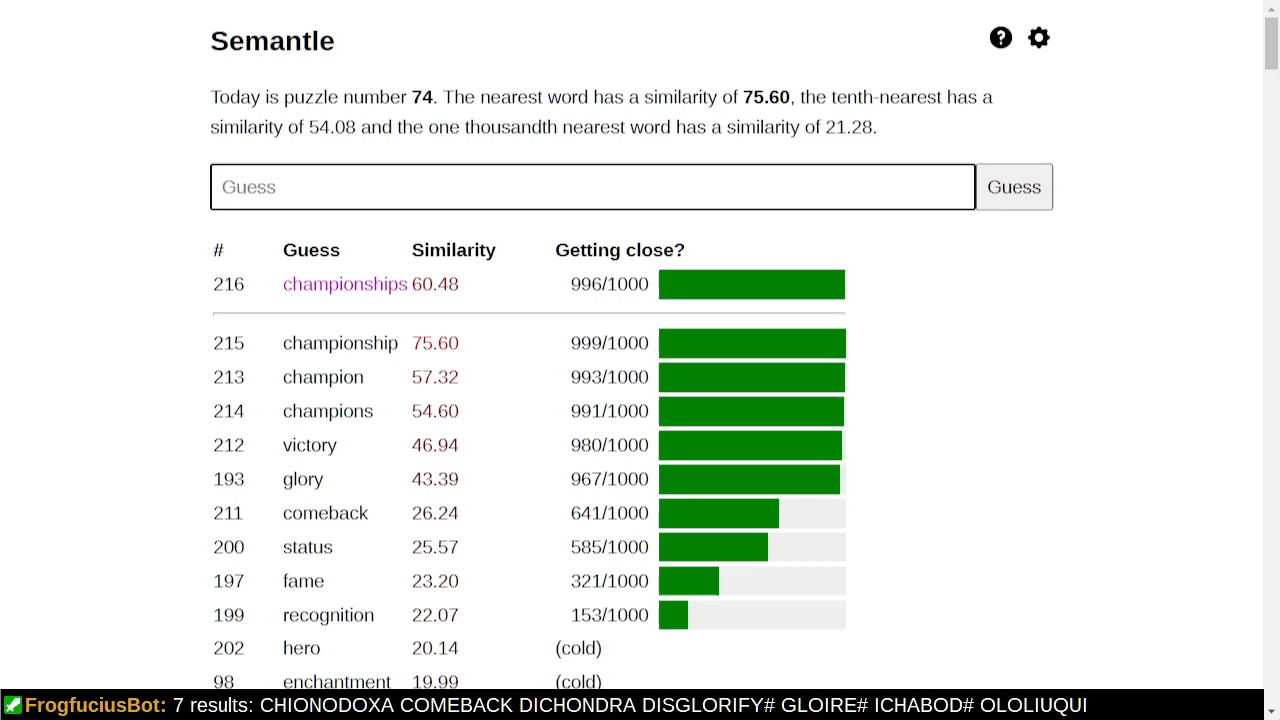 Semantle
Today is puzzle number 74. The nearest word has a similarity of 75.60, the tenth-nearest has a
similarity of 54.08 and the one thousandth nearest word has a similarity of 21.28.
Guess Guess
# Guess Similarity Getting close?
216 championships 60.48 996/1000
215 championship 75.60 999/1000
213 champion 57.32 993/1000
214 champions 54.60 991/1000
212 victory 46.94 980/1000
193 glory 43.39 967/1000
211 comeback 26.24 641/1000
200 status 25.57 585/1000
197 fame 23.20 321/1000
199 recognition 22.07 153/1000
202 hero 20.14 (cold)
98 enchantment 19.99 (cold)
FrogfuciusBot: 7 results: CHIONODOXA COMEBACK DICHONDRA DISGLORIFY# GLOIRE# ICHABOD# OLOLIUQUI